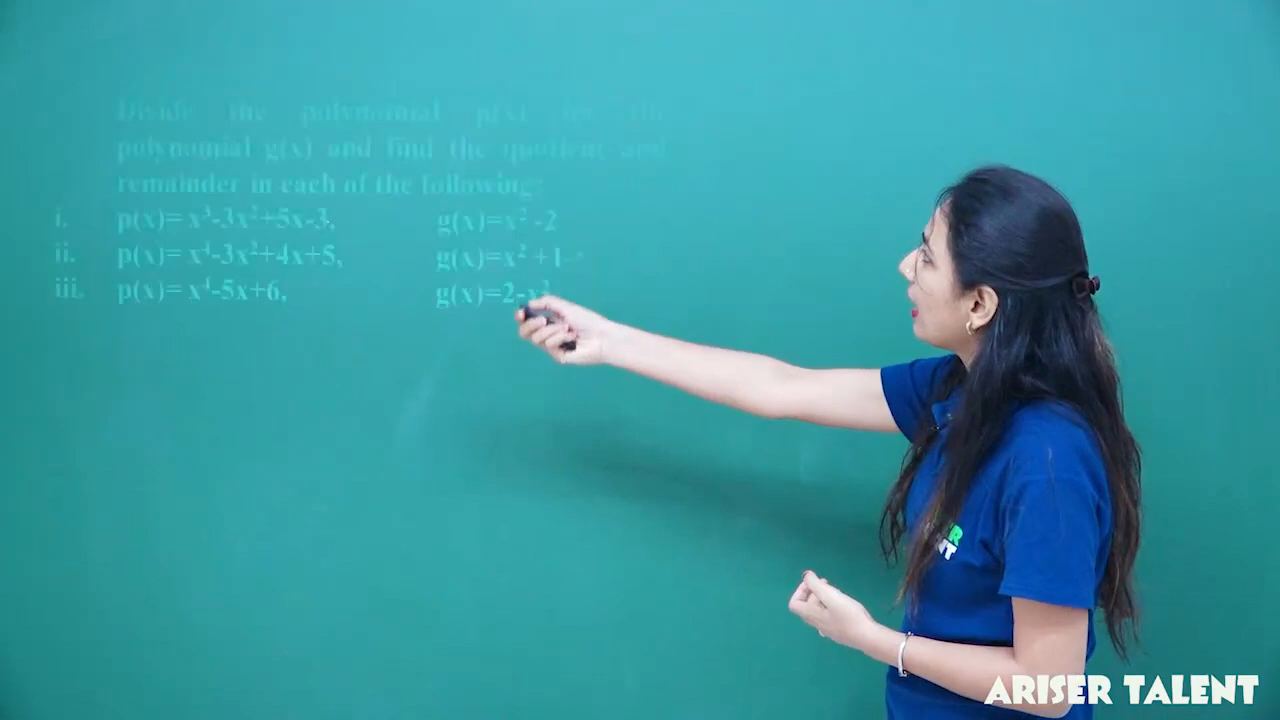 Divide the polynomial p(x) by the
polynomial g(x) and find the quotient and
remainder in each of the following:
i. p(x)= x³-3x²+5x-3, g(x)=x² -2
ii. p(x)= x⁴-3x²+4x+5, g(x)=x² +1-
iii. p(x)= x⁴-5x+6, g(x)=2-x²
ARISER TALENT